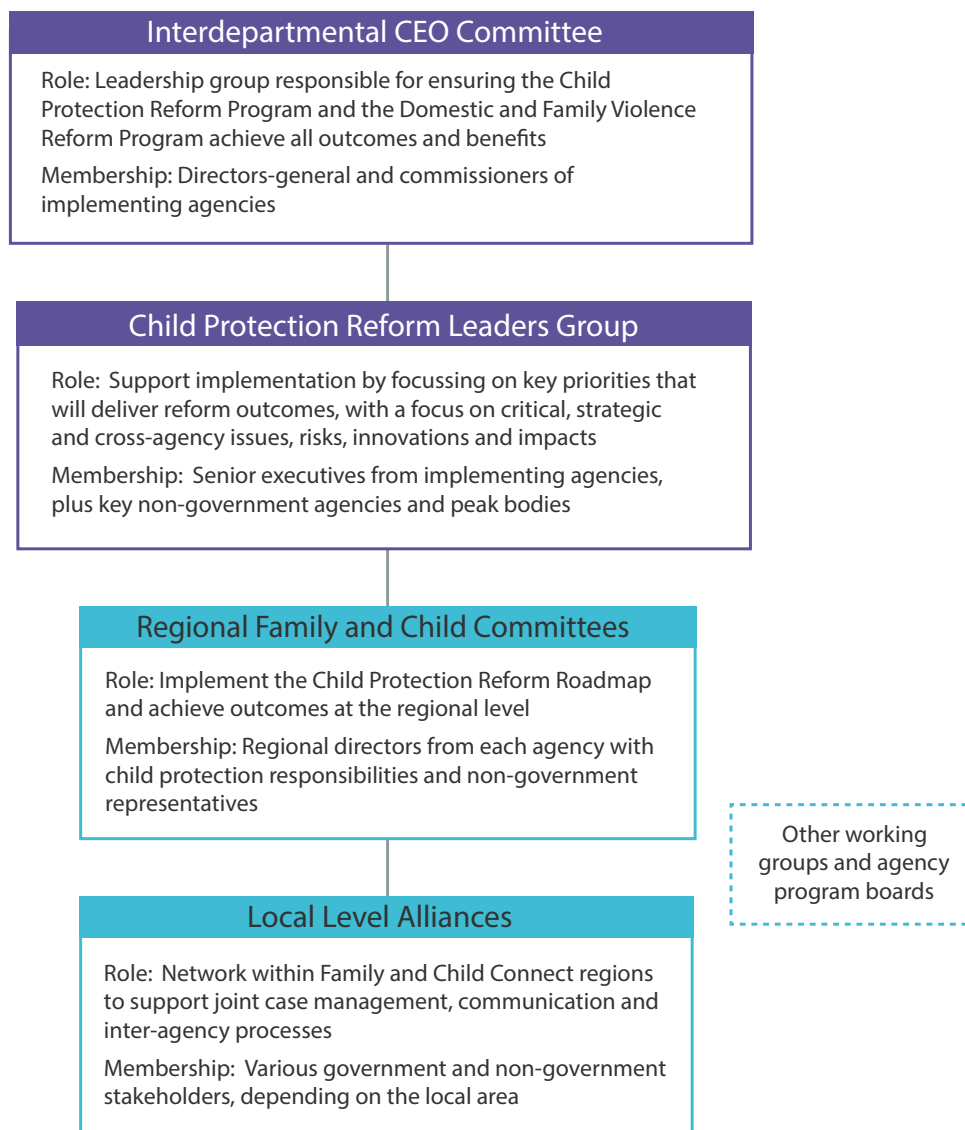 Interdepartmental CEO Committee
Role: Leadership group responsible for ensuring the Child
Protection Reform Program and the Domestic and Family Violence
Reform Program achieve all outcomes and benefits
Membership: Directors-general and commissioners of
implementing agencies
Child Protection Reform Leaders Group
Role: Support implementation by focussing on key priorities that
will deliver reform outcomes, with a focus on critical, strategic
and cross-agency issues, risks, innovations and impacts
Membership: Senior executives from implementing agencies,
plus key non-government agencies and peak bodies
Regional Family and Child Committees
Role: Implement the Child Protection Reform Roadmap
and achieve outcomes at the regional level
Membership: Regional directors from each agency with
child protection responsibilities and non-government
representatives
Other working
groups and agency
program boards
Local Level Alliances
Role: Network within Family and Child Connect regions
to support joint case management, communication and
inter-agency processes
Membership: Various government and non-government
stakeholders, depending on the local area